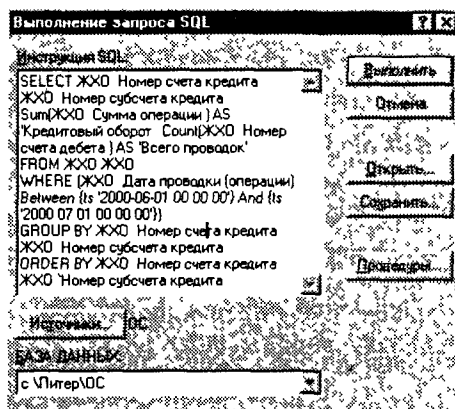 Выполнение запроса SQL
Инструкция SQL:
SELECT ЖХО Номер счета кредита
ЖХО Номер субсчета кредита
Sum(ЖХО Сумма операции ) AS
'Кредитовый оборот Count(ЖХО Номер
счета дебета ) AS 'Всего проводок'
FROM ЖХО ЖХО
WHERE (ЖХО Дата проводки (операции)
Between {ts '2000-06-01 00 00 00'} And {ts
'2000 07 01 00 00 00'})
GROUP BY ЖХО Номер счета кредита
ЖХО Номер субсчета кредита
ORDER BY ЖХО Номер счета кредита
ЖХО 'Номер субсчета кредита
Выполнить
Отмена
Открыть...
Сохранить...
Процедуры...
Источники... ОС
БАЗА ДАННЫХ:
с \Питер\ОС